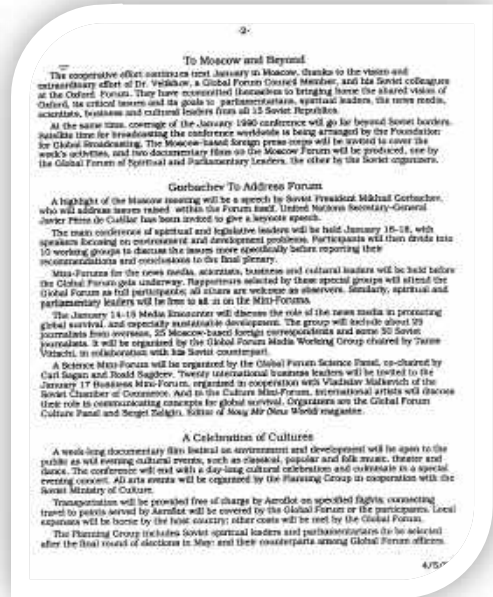 -2-
To Moscow and Beyond
The cooperative effort continues next January in Moscow, thanks to the vision and
extraordinary effort of Dr. Velikhov, a Global Forum Council Member, and his Soviet colleagues
at the Oxford Forum. They have committed themselves to bringing home the shared vision of
Oxford, its critical issues and its goals to parliamentarians, spiritual leaders, the news media,
scientists, business and cultural leaders from all 15 Soviet Republics.
At the same time, coverage of the January 1990 conference will go far beyond Soviet borders.
Satellite time for broadcasting the conference worldwide is being arranged by the Foundation
for Global Broadcasting. The Moscow-based foreign press corps will be invited to cover the
week's activities, and two documentary films on the Moscow Forum will be produced, one by
the Global Forum of Spiritual and Parliamentary Leaders, the other by the Soviet organizers.
Gorbachev To Address Forum
A highlight of the Moscow meeting will be a speech by Soviet President Mikhail Gorbachev,
who will address issues raised within the Forum itself. United Nations Secretary-General
Javier Pérez de Cuéllar has been invited to give a keynote speech.
The main conference of spiritual and legislative leaders will be held January 15-19, with
speakers focusing on environment and development problems. Participants will then divide into
10 working groups to discuss the issues more specifically before reporting their
recommendations and conclusions to the final plenary.
Mini-Forums for the news media, scientists, business and cultural leaders will be held before
the Global Forum gets underway. Rapporteurs selected by these special groups will attend the
Global Forum as full participants; all others are welcome as observers. Similarly, spiritual and
parliamentary leaders will be free to sit in on the Mini-Forums.
The January 14-15 Media Encounter will discuss the role of the news media in promoting
global survival, and especially sustainable development. The group will include about 25
journalists from overseas, 25 Moscow-based foreign correspondents and some 50 Soviet
journalists. It will be organized by the Global Forum Media Working Group chaired by Tarzie
Vittachi, in collaboration with his Soviet counterpart.
A Science Mini-Forum will be organized by the Global Forum Science Panel, co-chaired by
Carl Sagan and Roald Sagdeev. Twenty international business leaders will be invited to the
January 17 Business Mini-Forum, organized in cooperation with Vladislav Malkevich of the
Soviet Chamber of Commerce. And in the Culture Mini-Forum, international artists will discuss
their role in communicating concepts for global survival. Organizers are the Global Forum
Culture Panel and Sergei Zaligin, Editor of Novy Mir (New World) magazine.
A Celebration of Cultures
A week-long documentary film festival on environment and development will be open to the
public as will evening cultural events, such as classical, popular and folk music, theater and
dance. The conference will end with a day-long cultural celebration and culminate in a special
evening concert. All arts events will be organized by the Planning Group in cooperation with the
Soviet Ministry of Culture.
Transportation will be provided free of charge by Aeroflot on specified flights; connecting
travel to points served by Aeroflot will be covered by the Global Forum or the participants. Local
expenses will be borne by the host country; other costs will be met by the Global Forum.
The Planning Group includes Soviet spiritual leaders and parliamentarians (to be selected
after the final round of elections in May) and their counterparts among Global Forum officers.